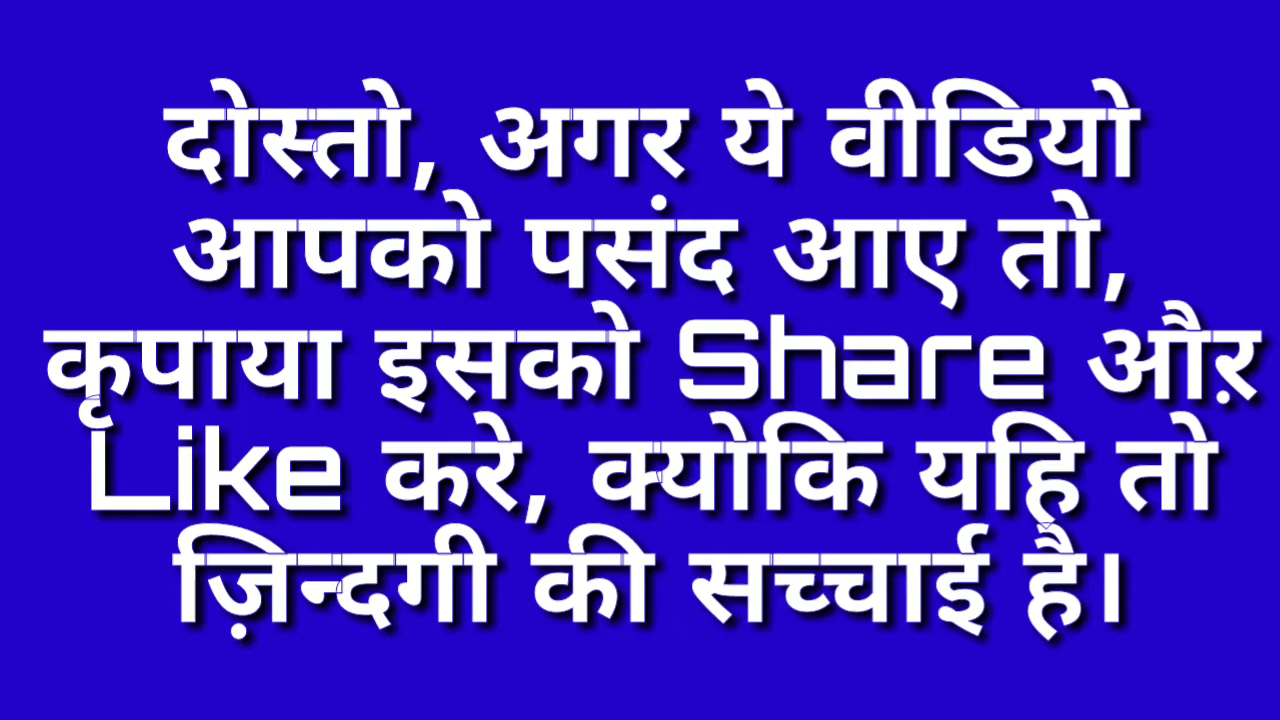 दोस्तो, अगर ये वीडियो
आपको पसंद आए तो,
कृपाया इसको Share औऱ
Like करे, क्योकि यहि तो
ज़िन्दगी की सच्चाई है।